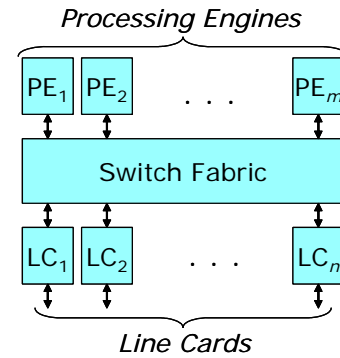 Processing Engines
PE1 PE2 . . . PEm
Switch Fabric
LC1 LC2 . . . LCn
Line Cards